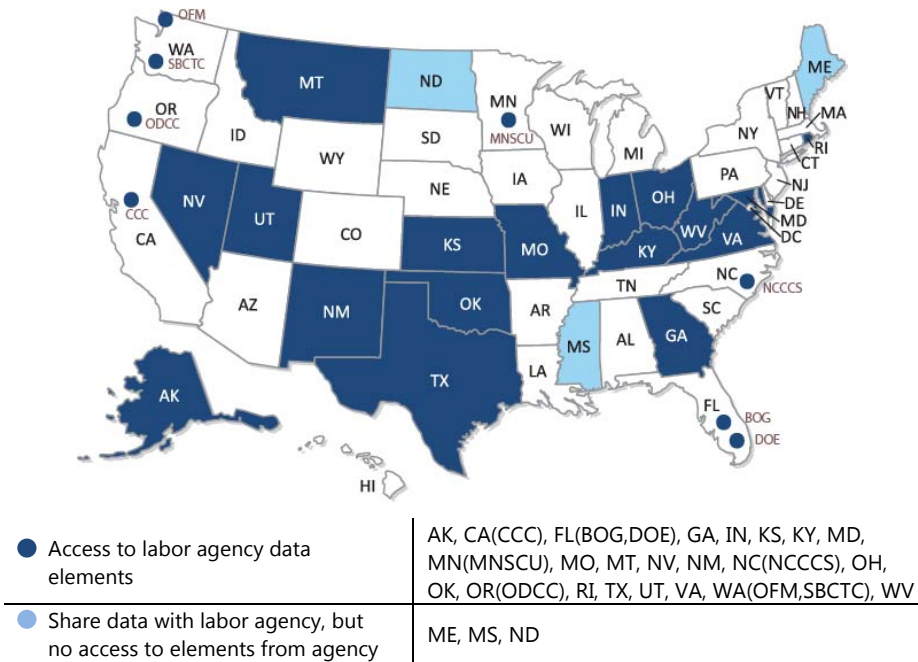 OFM
WA
SBCTC
MT
ND
ME
OR
ODCC
ID
MN
MNSCU
VT
NH
MA
WY
SD
WI
MI
NY
RI
CT
NV
UT
NE
IA
PA
NJ
DE
MD
DC
CCC
CA
CO
KS
MO
IL
IN
OH
WV
VA
KY
AZ
NM
OK
AR
TN
NC
NCCCS
SC
MS
AL
GA
LA
TX
AK
FL
BOG
DOE
HI
Access to labor agency data
elements
AK, CA(CCC), FL(BOG,DOE), GA, IN, KS, KY, MD,
MN(MNSCU), MO, MT, NV, NM, NC(NCCCS), OH,
OK, OR(ODCC), RI, TX, UT, VA, WA(OFM,SBCTC), WV
Share data with labor agency, but
no access to elements from agency
ME, MS, ND